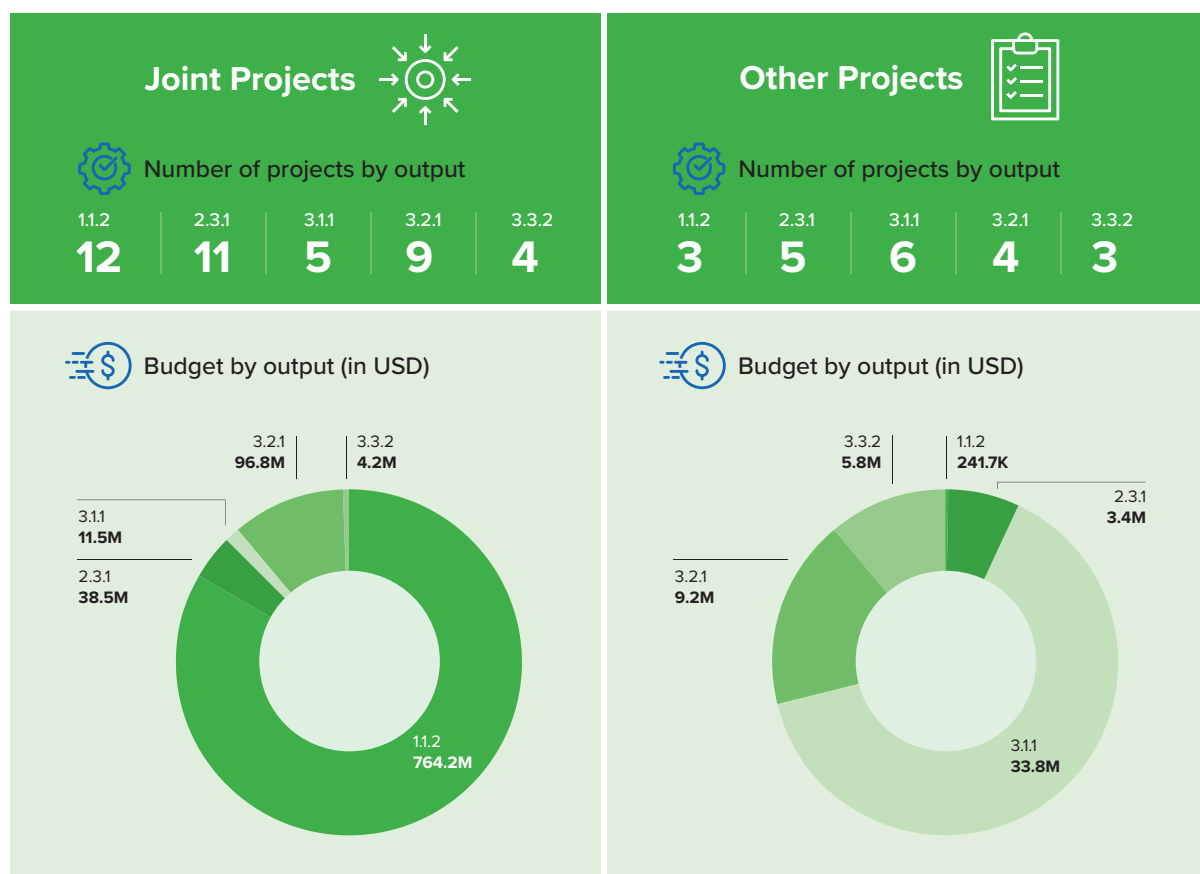 Joint Projects
Number of projects by output
1.1.2 2.3.1 3.1.1 3.2.1 3.3.2
12 11 5 9 4
Budget by output (in USD)
3.2.1
96.8M
3.3.2
4.2M
3.1.1
11.5M
2.3.1
38.5M
1.1.2
764.2M
Other Projects
Number of projects by output
1.1.2 2.3.1 3.1.1 3.2.1 3.3.2
3 5 6 4 3
Budget by output (in USD)
3.3.2
5.8M
1.1.2
241.7K
2.3.1
3.4M
3.2.1
9.2M
3.1.1
33.8M